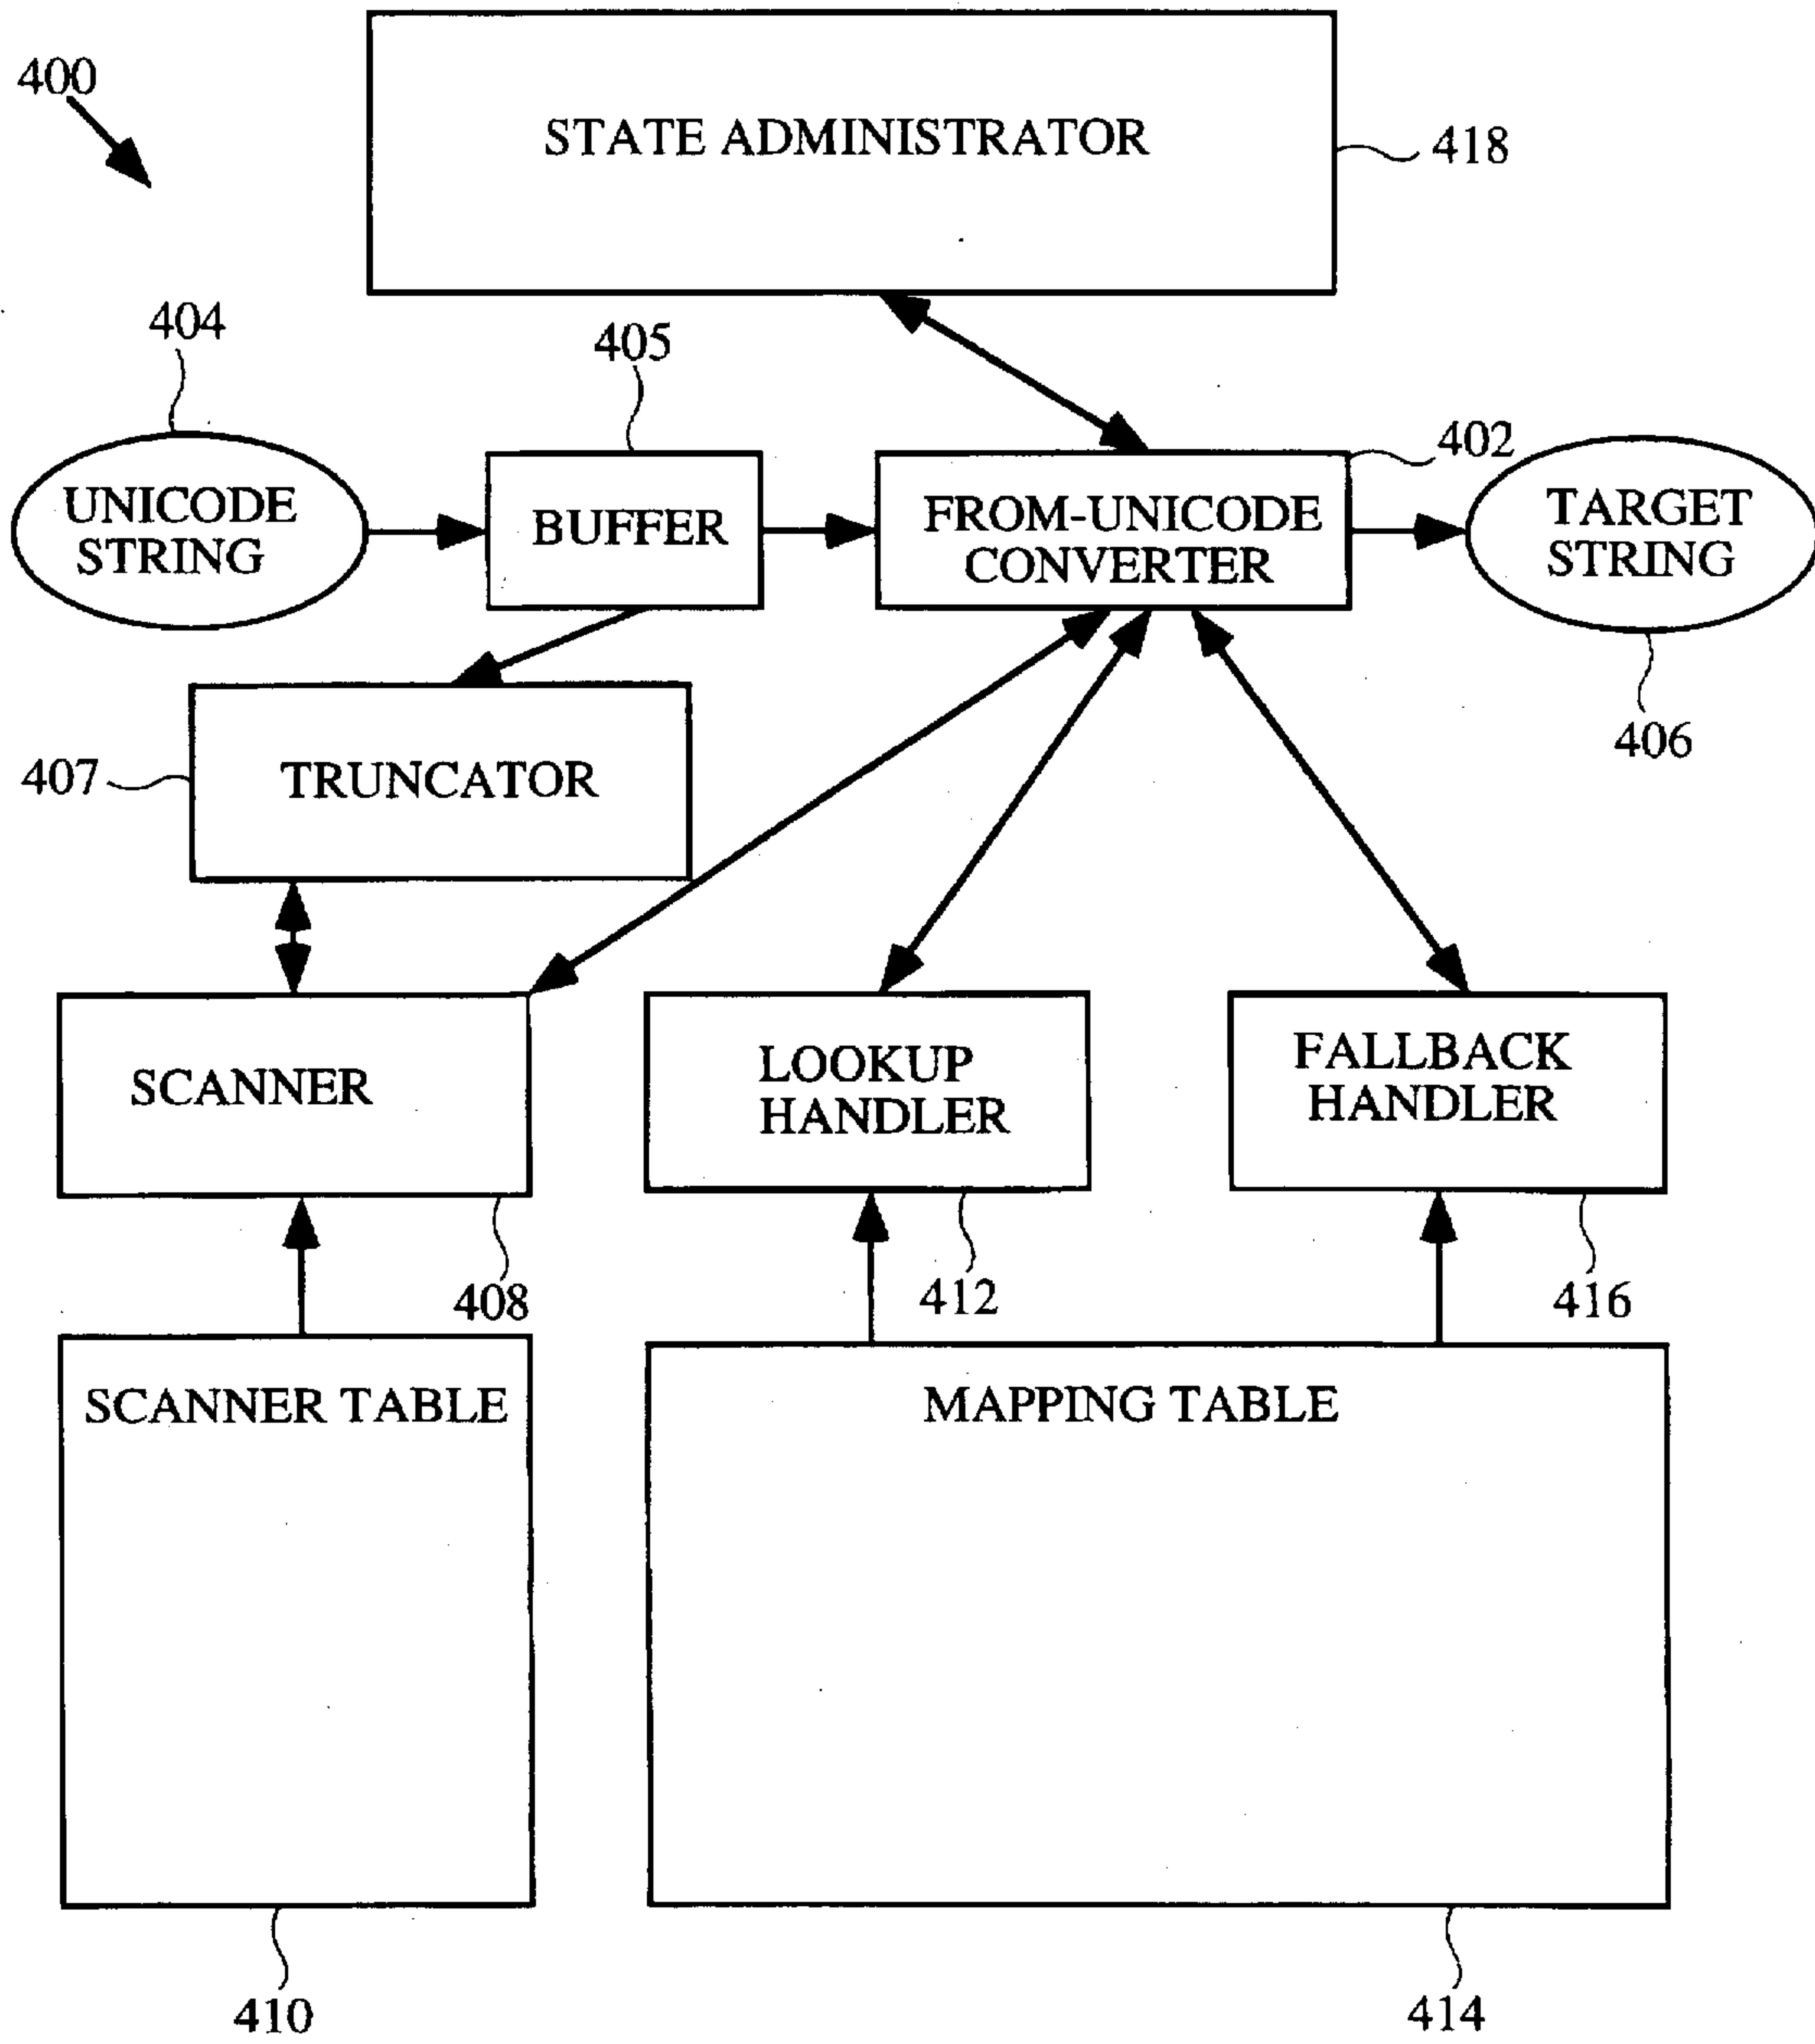 400
STATE ADMINISTRATOR
418
404
405
402
UNICODE
STRING
BUFFER
FROM-UNICODE
CONVERTER
TARGET
STRING
406
407
TRUNCATOR
SCANNER
LOOKUP
HANDLER
FALLBACK
HANDLER
408
412
416
SCANNER TABLE
MAPPING TABLE
410
414